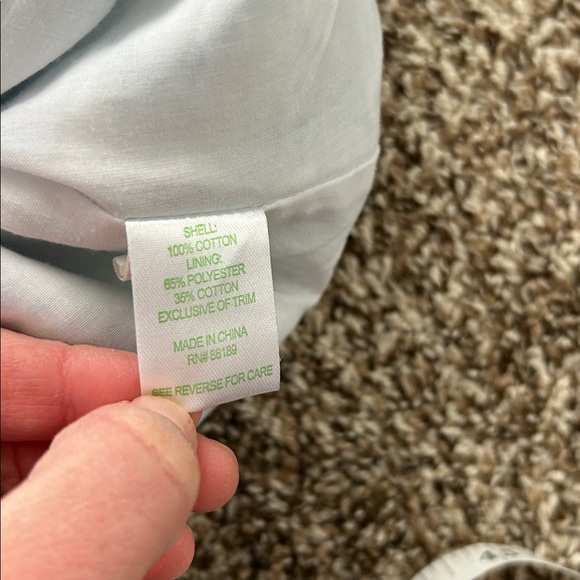 SHELL:
100% COTTON
LINING:
65% POLYESTER
35% COTTON
EXCLUSIVE OF TRIM
MADE IN CHINA
RN# 88189
SEE REVERSE FOR CARE